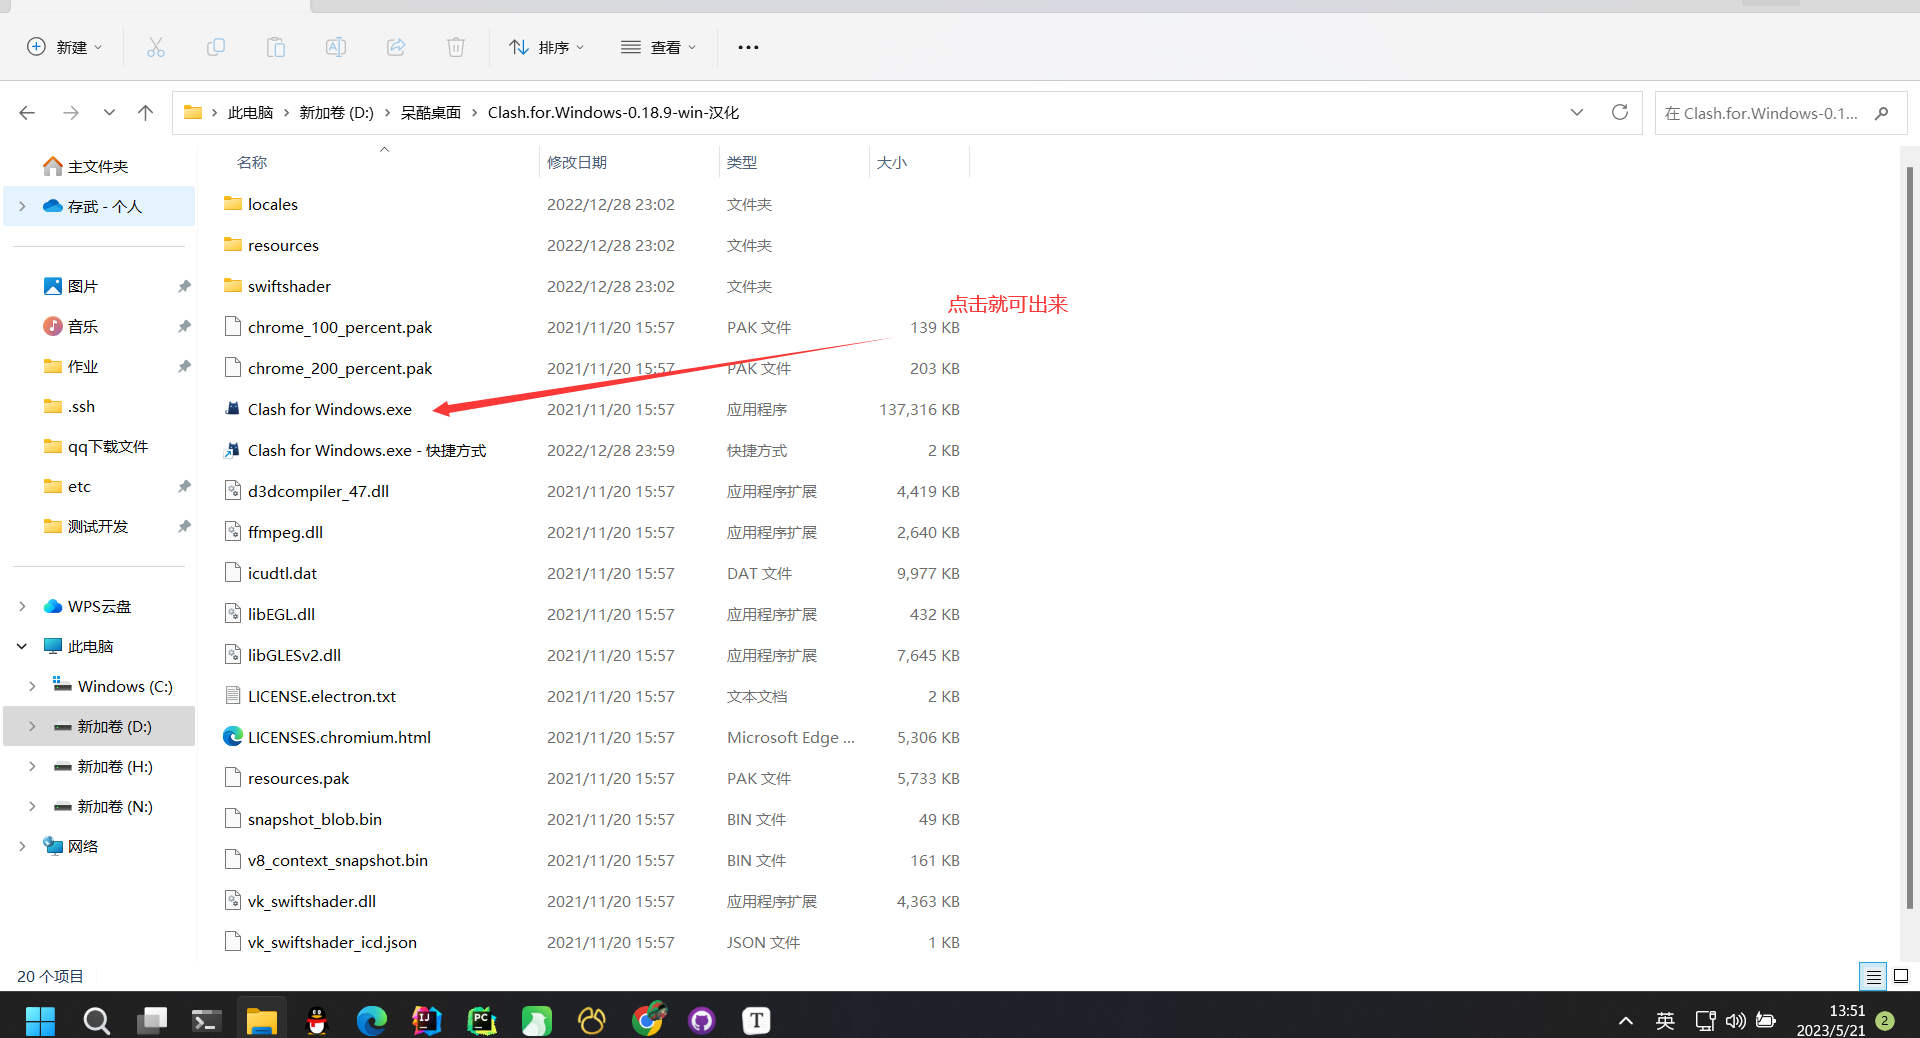 新建
排序
查看
此电脑 › 新加卷 (D:) › 呆酷桌面 › Clash.for.Windows-0.18.9-win-汉化
在 Clash.for.Windows-0.1...
主文件夹
存武 - 个人
图片
音乐
作业
.ssh
qq下载文件
etc
测试开发
WPS云盘
此电脑
Windows (C:)
新加卷 (D:)
新加卷 (H:)
新加卷 (N:)
网络
名称 修改日期 类型 大小
locales 2022/12/28 23:02 文件夹
resources 2022/12/28 23:02 文件夹
swiftshader 2022/12/28 23:02 文件夹
点击就可出来
chrome_100_percent.pak 2021/11/20 15:57 PAK 文件 139 KB
chrome_200_percent.pak 2021/11/20 15:57 PAK 文件 203 KB
Clash for Windows.exe 2021/11/20 15:57 应用程序 137,316 KB
Clash for Windows.exe - 快捷方式 2022/12/28 23:59 快捷方式 2 KB
d3dcompiler_47.dll 2021/11/20 15:57 应用程序扩展 4,419 KB
ffmpeg.dll 2021/11/20 15:57 应用程序扩展 2,640 KB
icudtl.dat 2021/11/20 15:57 DAT 文件 9,977 KB
libEGL.dll 2021/11/20 15:57 应用程序扩展 432 KB
libGLESv2.dll 2021/11/20 15:57 应用程序扩展 7,645 KB
LICENSE.electron.txt 2021/11/20 15:57 文本文档 2 KB
LICENSES.chromium.html 2021/11/20 15:57 Microsoft Edge ... 5,306 KB
resources.pak 2021/11/20 15:57 PAK 文件 5,733 KB
snapshot_blob.bin 2021/11/20 15:57 BIN 文件 49 KB
v8_context_snapshot.bin 2021/11/20 15:57 BIN 文件 161 KB
vk_swiftshader.dll 2021/11/20 15:57 应用程序扩展 4,363 KB
vk_swiftshader_icd.json 2021/11/20 15:57 JSON 文件 1 KB
20 个项目
IJ
PC
T
英
13:51
2023/5/21
2